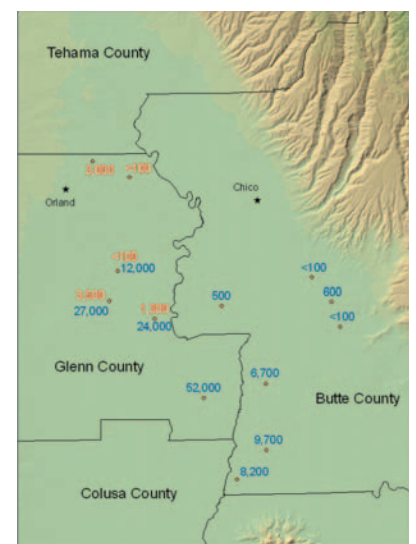 Tehama County
Orland
Chico
<100
12,000
600
27,000
500
<100
24,000
Glenn County
6,700
52,000
Butte County
9,700
8,200
Colusa County